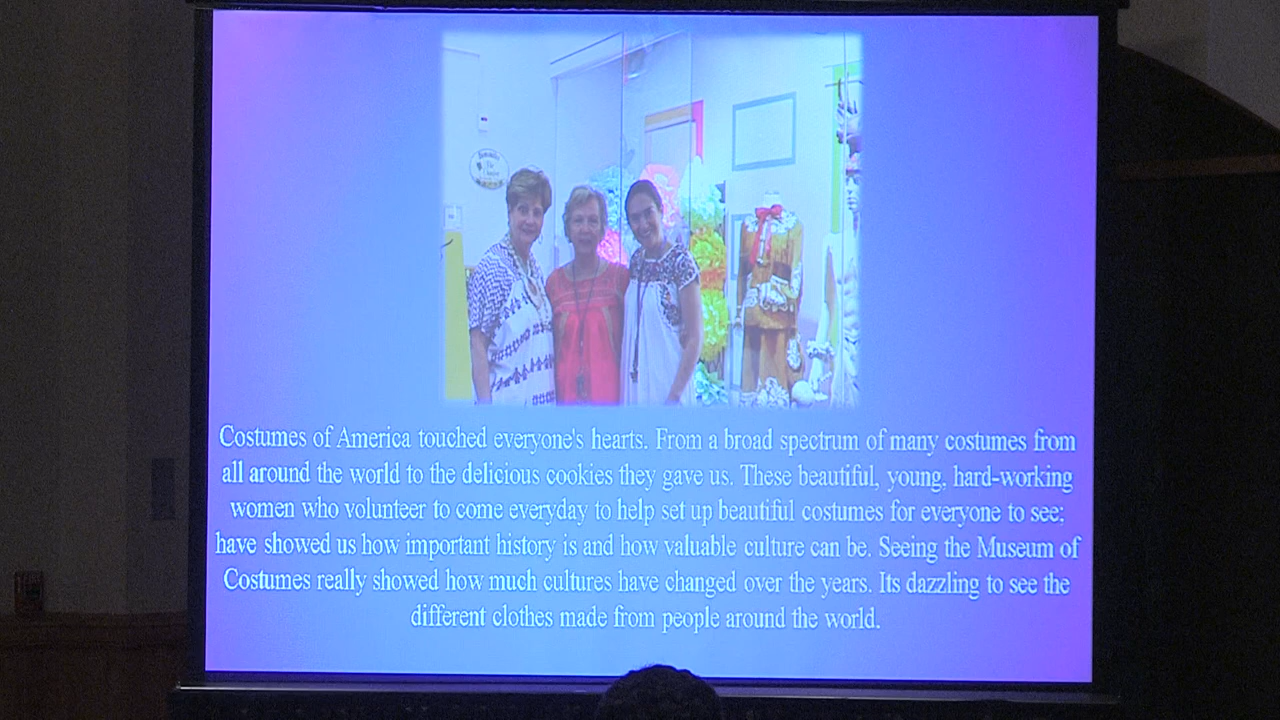 Costumes of America touched everyone's hearts. From a broad spectrum of many costumes from
all around the world to the delicious cookies they gave us. These beautiful, young, hard-working
women who volunteer to come everyday to help set up beautiful costumes for everyone to see;
have showed us how important history is and how valuable culture can be. Seeing the Museum of
Costumes really showed how much cultures have changed over the years. Its dazzling to see the
different clothes made from people around the world.